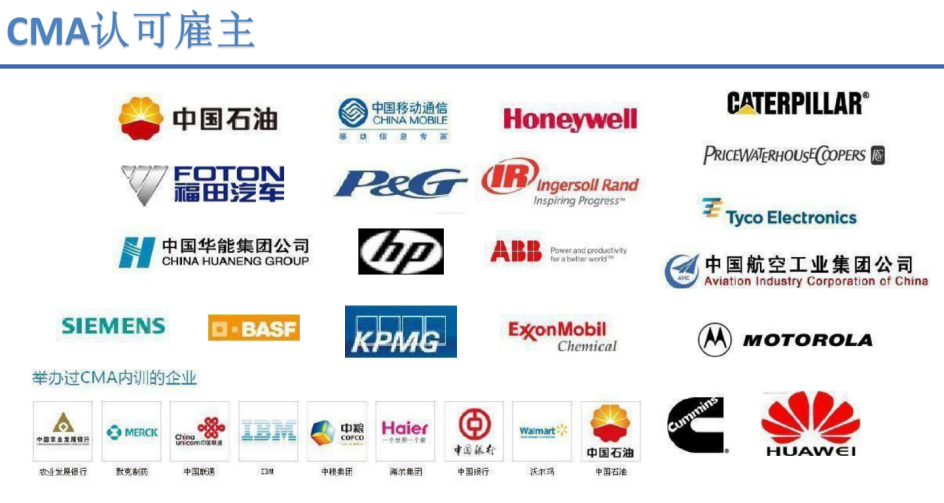 CMA认可雇主
中国石油
中国移动通信
CHINA MOBILE
移动信息专家
Honeywell
CATERPILLAR®
PRICEWATERHOUSECOOPERS
FOTON
福田汽车
P&G
IR
Ingersoll Rand
Inspiring Progress™
Tyco Electronics
中国华能集团公司
CHINA HUANENG GROUP
hp
ABB
Power and productivity
for a better world™
AVIC
中国航空工业集团公司
Aviation Industry Corporation of China
SIEMENS
BASF
KPMG
ExxonMobil
Chemical
MOTOROLA
举办过CMA内训的企业
中国农业发展银行
MERCK
China
unicom中国联通
IBM
中粮
COFCO
Haier
一个世界一个家
中国银行
Walmart
中国石油
Cummins
HUAWEI
农业发展银行
默克制药
中国联通
IBM
中粮集团
海尔集团
中国银行
沃尔玛
中国石油